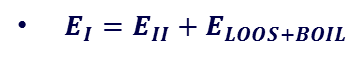 • E_I = E_II + E_LOOS+BOIL